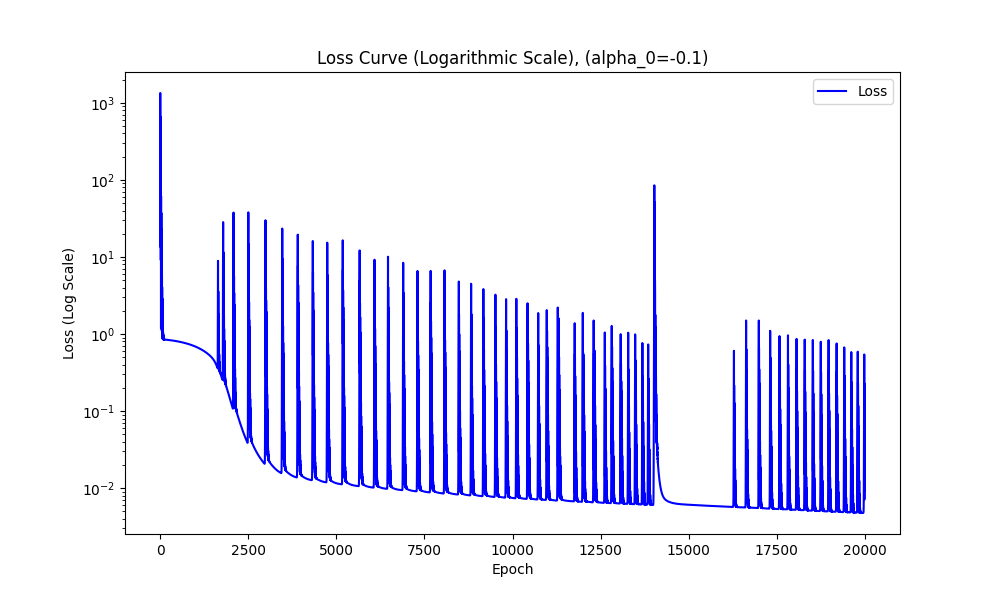 Loss Curve (Logarithmic Scale), (alpha_0=-0.1)
Loss
10³
10²
10¹
10⁰
10⁻¹
10⁻²
Loss (Log Scale)
0 2500 5000 7500 10000 12500 15000 17500 20000
Epoch